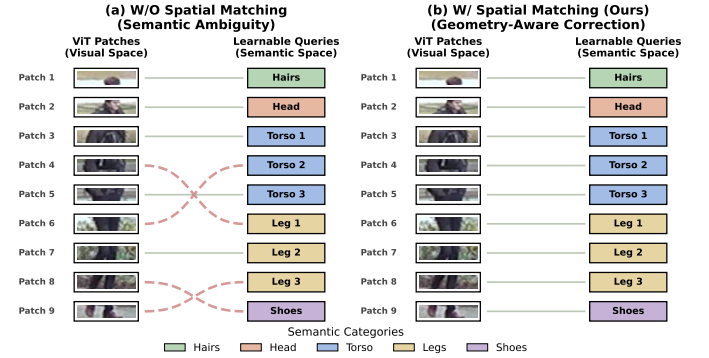 (a) W/O Spatial Matching
(Semantic Ambiguity)
ViT Patches
(Visual Space)
Learnable Queries
(Semantic Space)
Patch 1
Hairs
Patch 2
Head
Patch 3
Torso 1
Patch 4
Torso 2
Patch 5
Torso 3
Patch 6
Leg 1
Patch 7
Leg 2
Patch 8
Leg 3
Patch 9
Shoes
(b) W/ Spatial Matching (Ours)
(Geometry-Aware Correction)
ViT Patches
(Visual Space)
Learnable Queries
(Semantic Space)
Patch 1
Hairs
Patch 2
Head
Patch 3
Torso 1
Patch 4
Torso 2
Patch 5
Torso 3
Patch 6
Leg 1
Patch 7
Leg 2
Patch 8
Leg 3
Patch 9
Shoes
Semantic Categories
Hairs
Head
Torso
Legs
Shoes